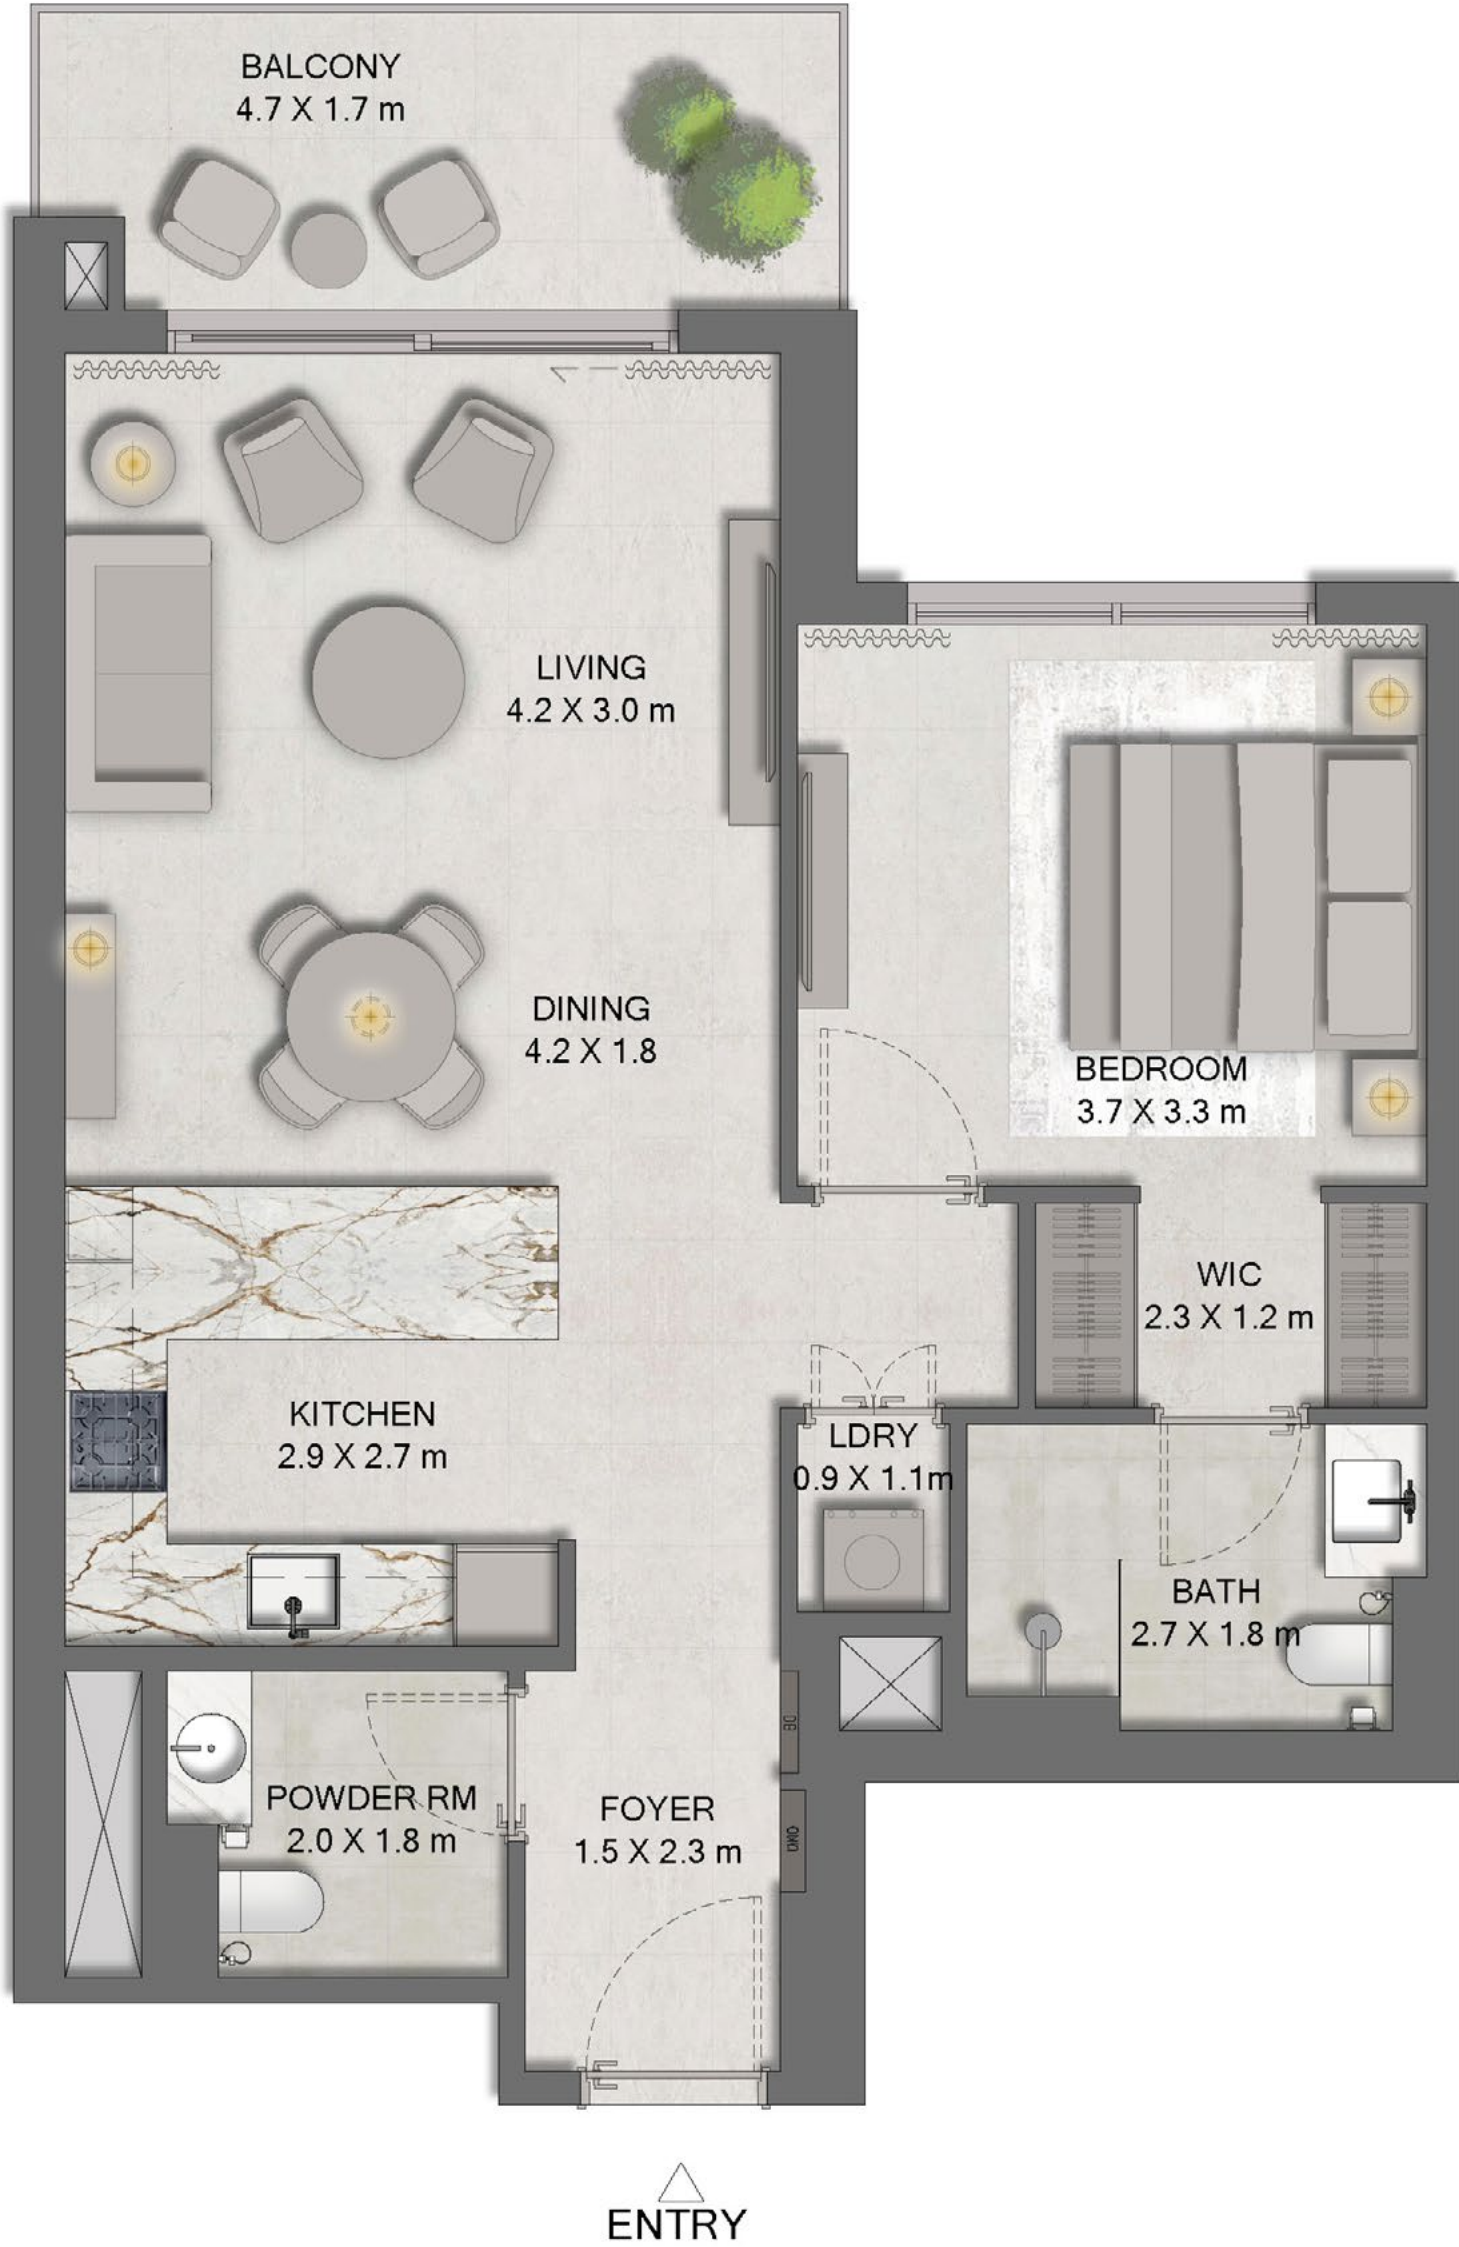 BALCONY
4.7 X 1.7 m
LIVING
4.2 X 3.0 m
DINING
4.2 X 1.8
BEDROOM
3.7 X 3.3 m
WIC
2.3 X 1.2 m
KITCHEN
2.9 X 2.7 m
LDRY
0.9 X 1.1m
BATH
2.7 X 1.8 m
DB
POWDER RM
2.0 X 1.8 m
FOYER
1.5 X 2.3 m
ENTRY